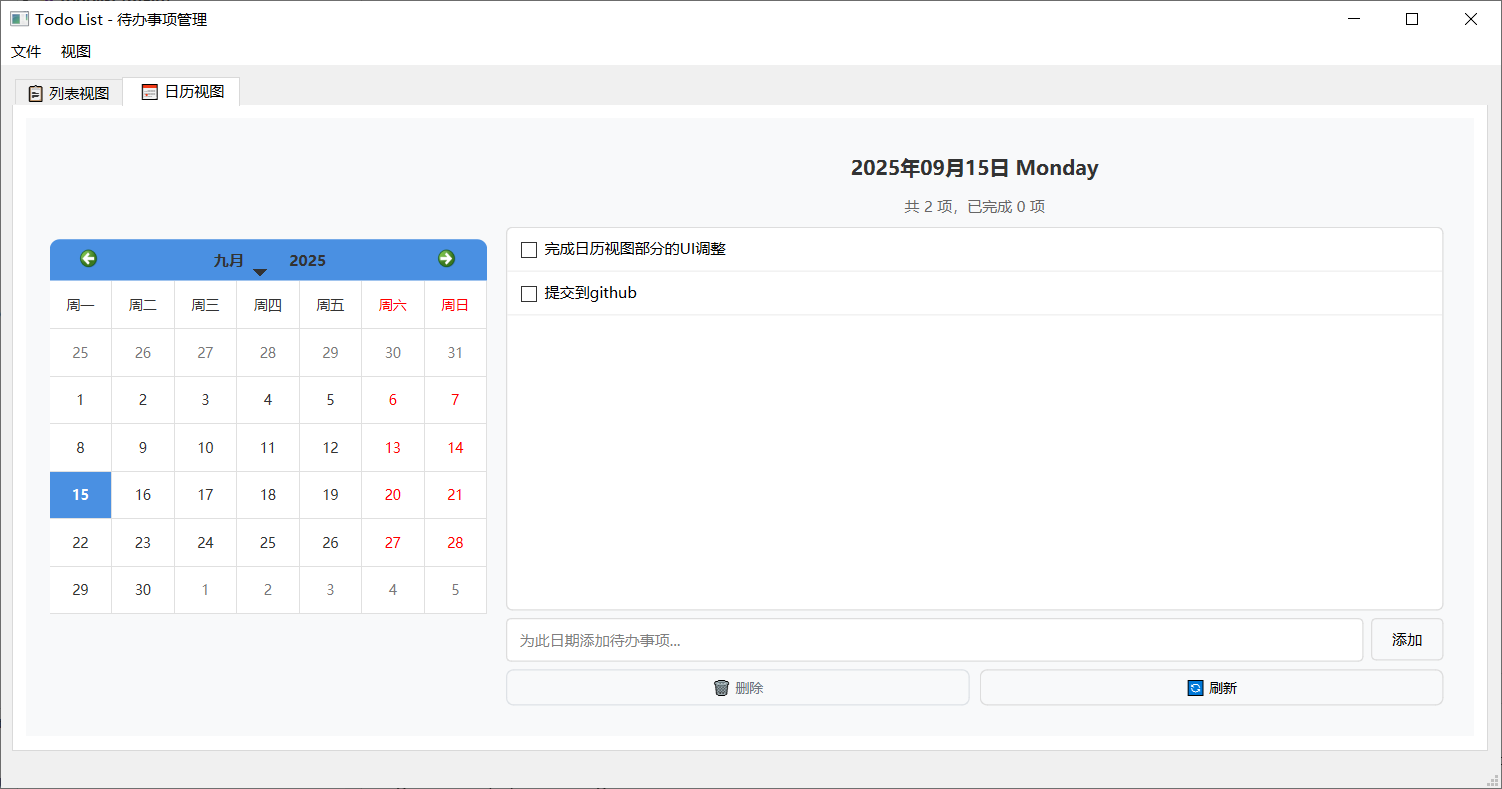 Todo List - 待办事项管理
文件 视图
列表视图 日历视图
2025年09月15日 Monday
共 2 项，已完成 0 项
九月 2025
周一 周二 周三 周四 周五 周六 周日
25 26 27 28 29 30 31
1 2 3 4 5 6 7
8 9 10 11 12 13 14
15 16 17 18 19 20 21
22 23 24 25 26 27 28
29 30 1 2 3 4 5
完成日历视图部分的UI调整
提交到github
为此日期添加待办事项...
添加
删除 刷新